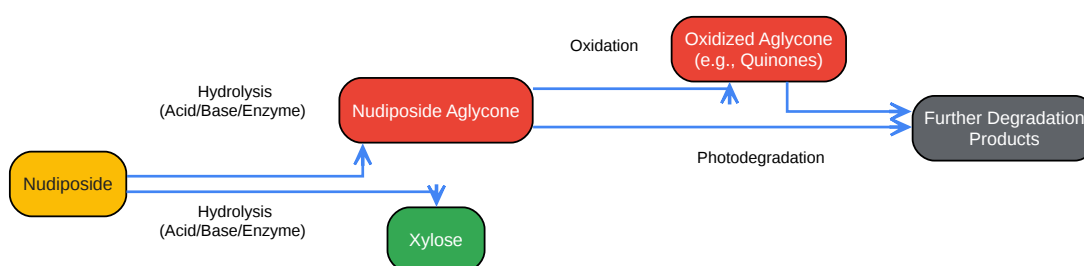 Oxidation
Oxidized Aglycone
(e.g., Quinones)
Hydrolysis
(Acid/Base/Enzyme)
Nudiposide Aglycone
Further Degradation
Products
Photodegradation
Nudiposide
Hydrolysis
(Acid/Base/Enzyme)
Xylose